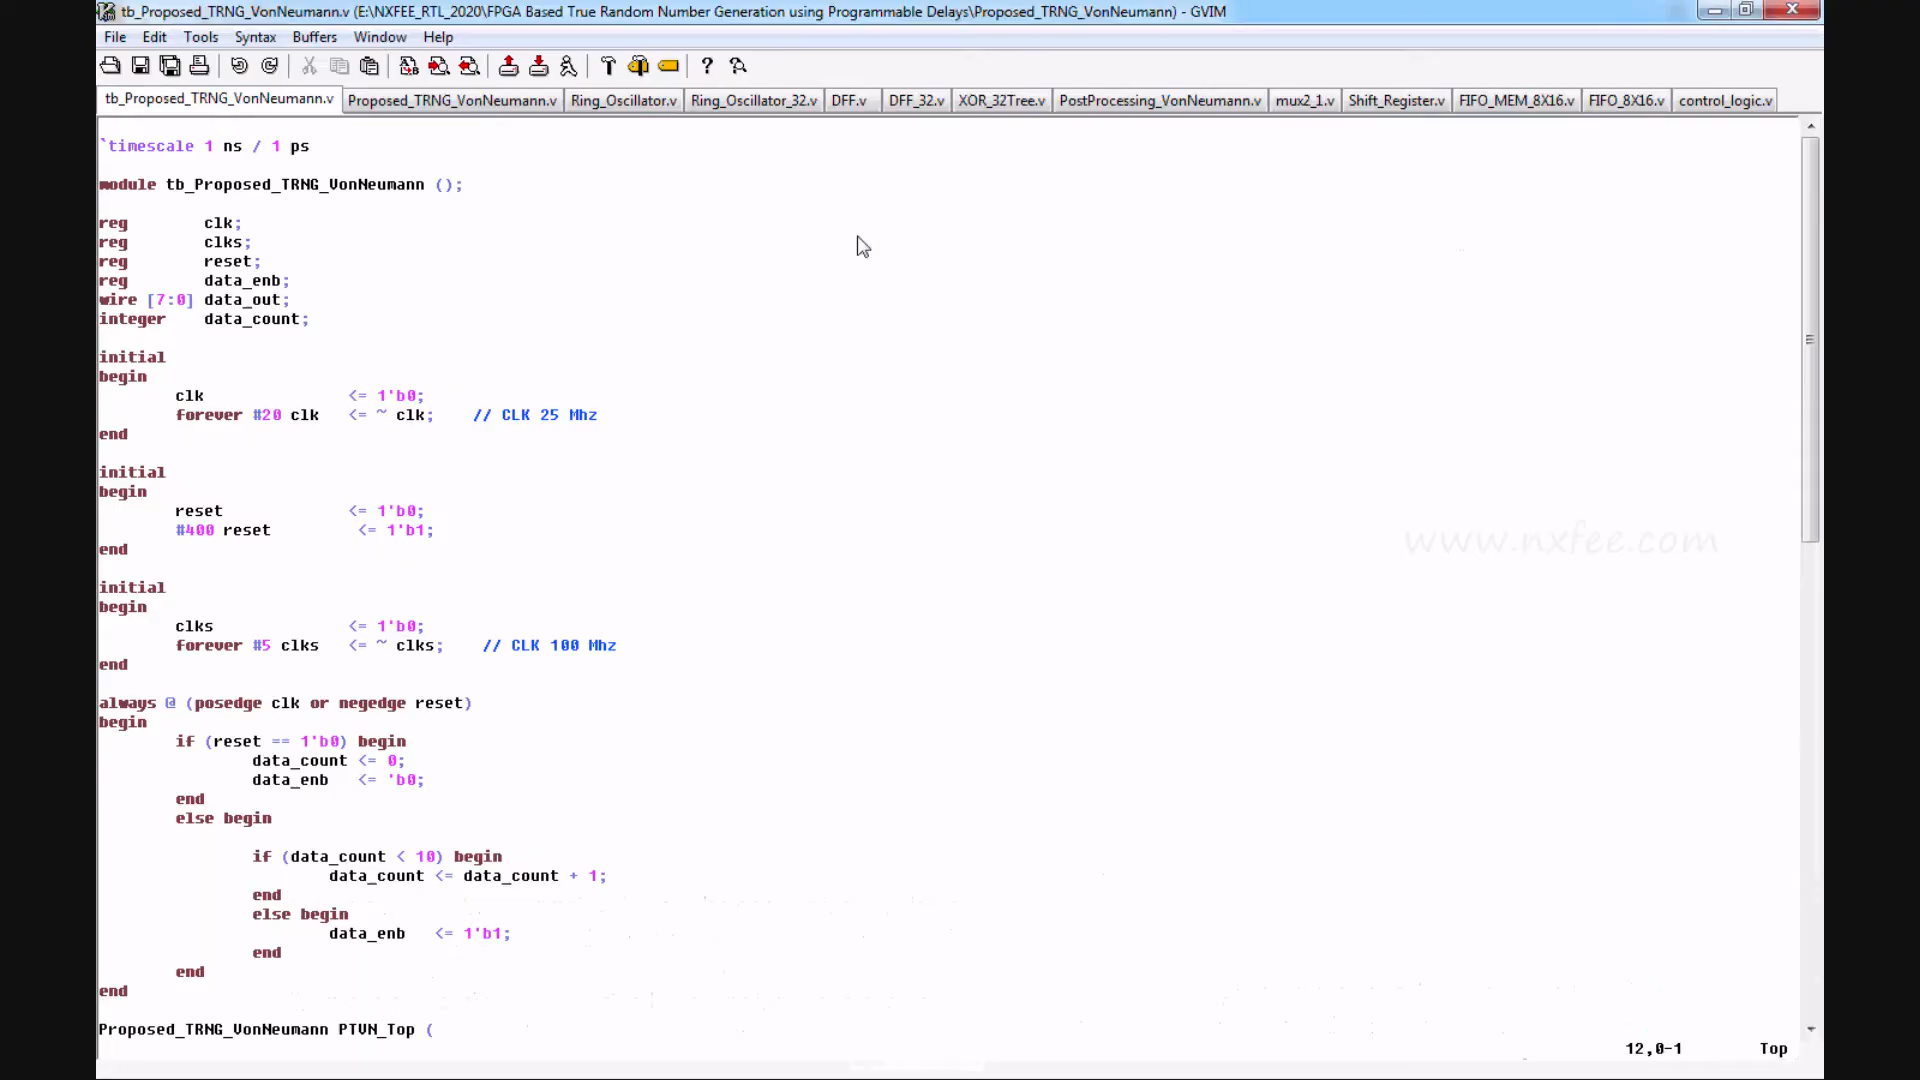 tb_Proposed_TRNG_VonNeumann.v (E:\NXFEE_RTL_2020\FPGA Based True Random Number Generation using Programmable Delays\Proposed_TRNG_VonNeumann) - GVIM
File Edit Tools Syntax Buffers Window Help
tb_Proposed_TRNG_VonNeumann.v Proposed_TRNG_VonNeumann.v Ring_Oscillator.v Ring_Oscillator_32.v DFF.v DFF_32.v XOR_32Tree.v PostProcessing_VonNeumann.v mux2_1.v Shift_Register.v FIFO_MEM_8X16.v FIFO_8X16.v control_logic.v
`timescale 1 ns / 1 ps
module tb_Proposed_TRNG_VonNeumann ();
reg clk;
reg clks;
reg reset;
reg data_enb;
wire [7:0] data_out;
integer data_count;
initial
begin
clk <= 1'b0;
forever #20 clk <= ~ clk; // CLK 25 Mhz
end
initial
begin
reset <= 1'b0;
#400 reset <= 1'b1;
end
www.nxfee.com
initial
begin
clks <= 1'b0;
forever #5 clks <= ~ clks; // CLK 100 Mhz
end
always @ (posedge clk or negedge reset)
begin
if (reset == 1'b0) begin
data_count <= 0;
data_enb <= 'b0;
end
else begin
if (data_count < 10) begin
data_count <= data_count + 1;
end
else begin
data_enb <= 1'b1;
end
end
end
Proposed_TRNG_VonNeumann PTVN_Top (
12,0-1 Top